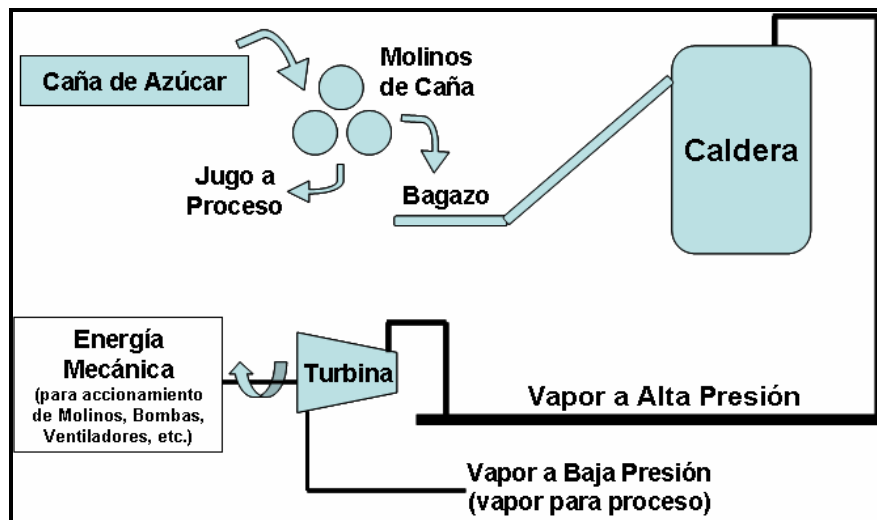 Caña de Azúcar
Molinos
de Caña
Jugo a
Proceso
Bagazo
Caldera
Energía
Mecánica
(para accionamiento
de Molinos, Bombas,
Ventiladores, etc.)
Turbina
Vapor a Alta Presión
Vapor a Baja Presión
(vapor para proceso)